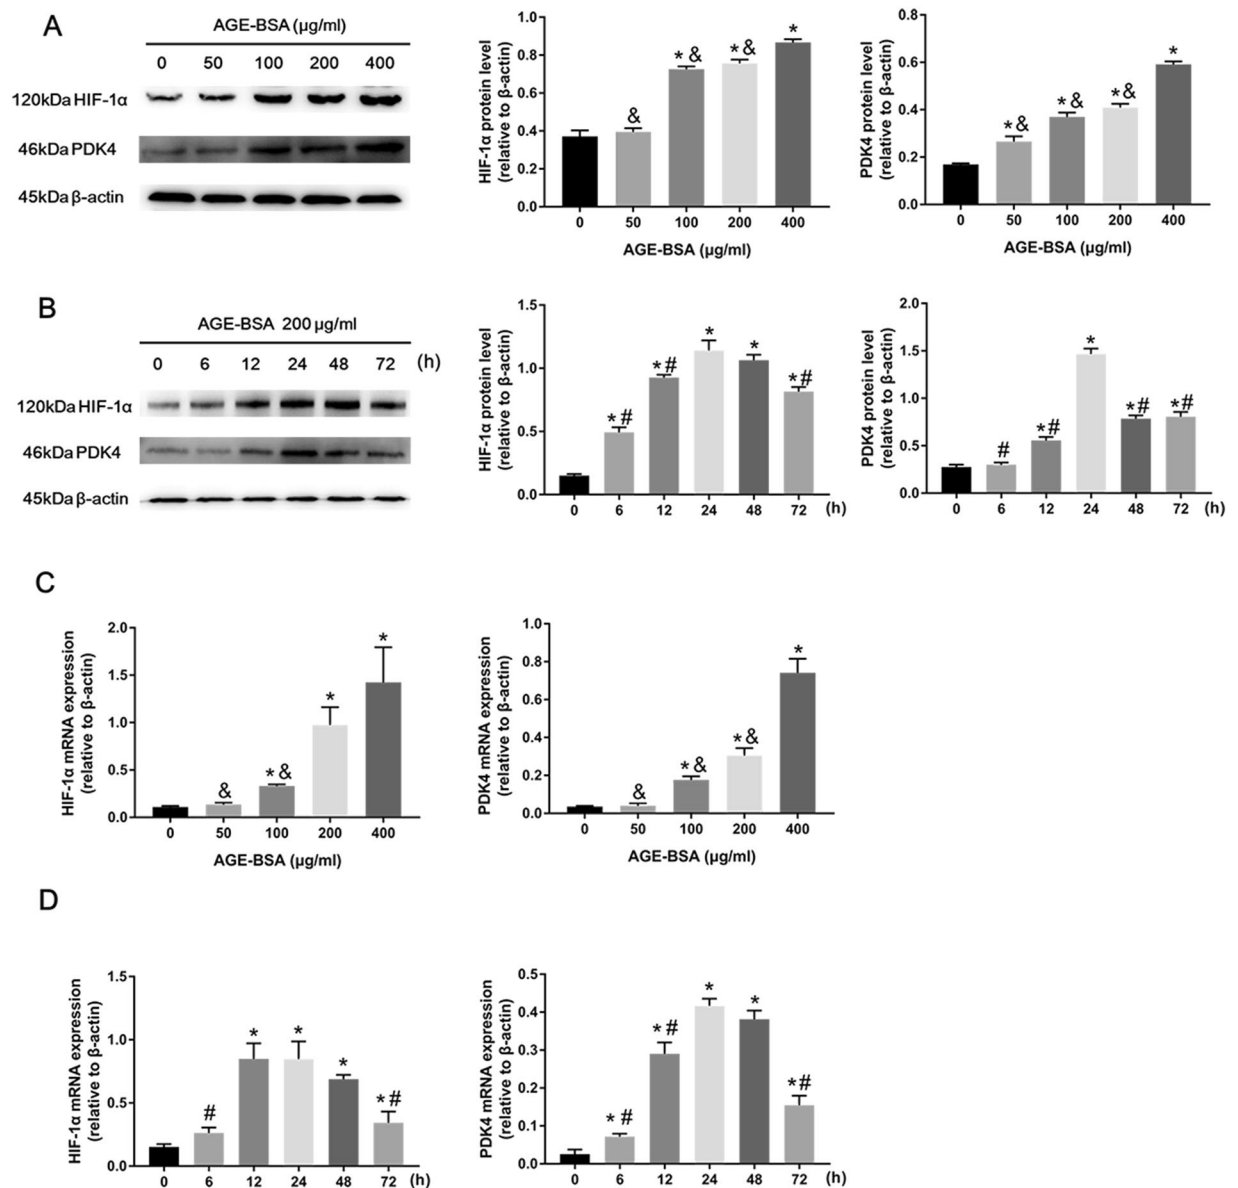 A
AGE-BSA (µg/ml)
0 50 100 200 400
120kDa HIF-1α
46kDa PDK4
45kDa β-actin
HIF-1α protein level
(relative to β-actin)
1.0
0.8
0.6
0.4
0.2
0.0
& *& *& *
0 50 100 200 400
AGE-BSA (µg/ml)
PDK4 protein level
(relative to β-actin)
0.8
0.6
0.4
0.2
0.0
*& *& *& *
0 50 100 200 400
AGE-BSA (µg/ml)
B
AGE-BSA 200 µg/ml
0 6 12 24 48 72 (h)
120kDa HIF-1α
46kDa PDK4
45kDa β-actin
HIF-1α protein level
(relative to β-actin)
1.5
1.0
0.5
0.0
*# *# * * *#
0 6 12 24 48 72 (h)
PDK4 protein level
(relative to β-actin)
2.0
1.5
1.0
0.5
0.0
# *# * *# *#
0 6 12 24 48 72 (h)
C
HIF-1α mRNA expression
(relative to β-actin)
2.0
1.5
1.0
0.5
0.0
& *& * *
0 50 100 200 400
AGE-BSA (µg/ml)
PDK4 mRNA expression
(relative to β-actin)
1.0
0.8
0.6
0.4
0.2
0.0
& *& *& *
0 50 100 200 400
AGE-BSA (µg/ml)
D
HIF-1α mRNA expression
(relative to β-actin)
1.5
1.0
0.5
0.0
# * * * *#
0 6 12 24 48 72 (h)
PDK4 mRNA expression
(relative to β-actin)
0.5
0.4
0.3
0.2
0.1
0.0
*# *# * * *#
0 6 12 24 48 72 (h)